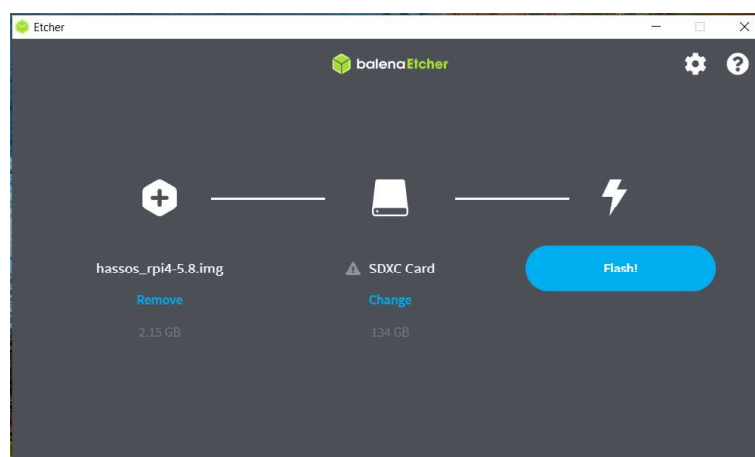 Etcher
balenaEtcher
hassos_rpi4-5.8.img
Remove
2.15 GB
SDXC Card
Change
134 GB
Flash!